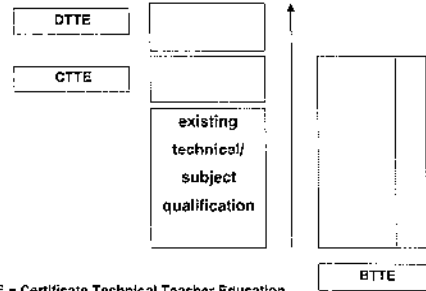 DTTE
CTTE
existing
technical/
subject
qualification
BTTE
= Certificate Technical Teacher Education